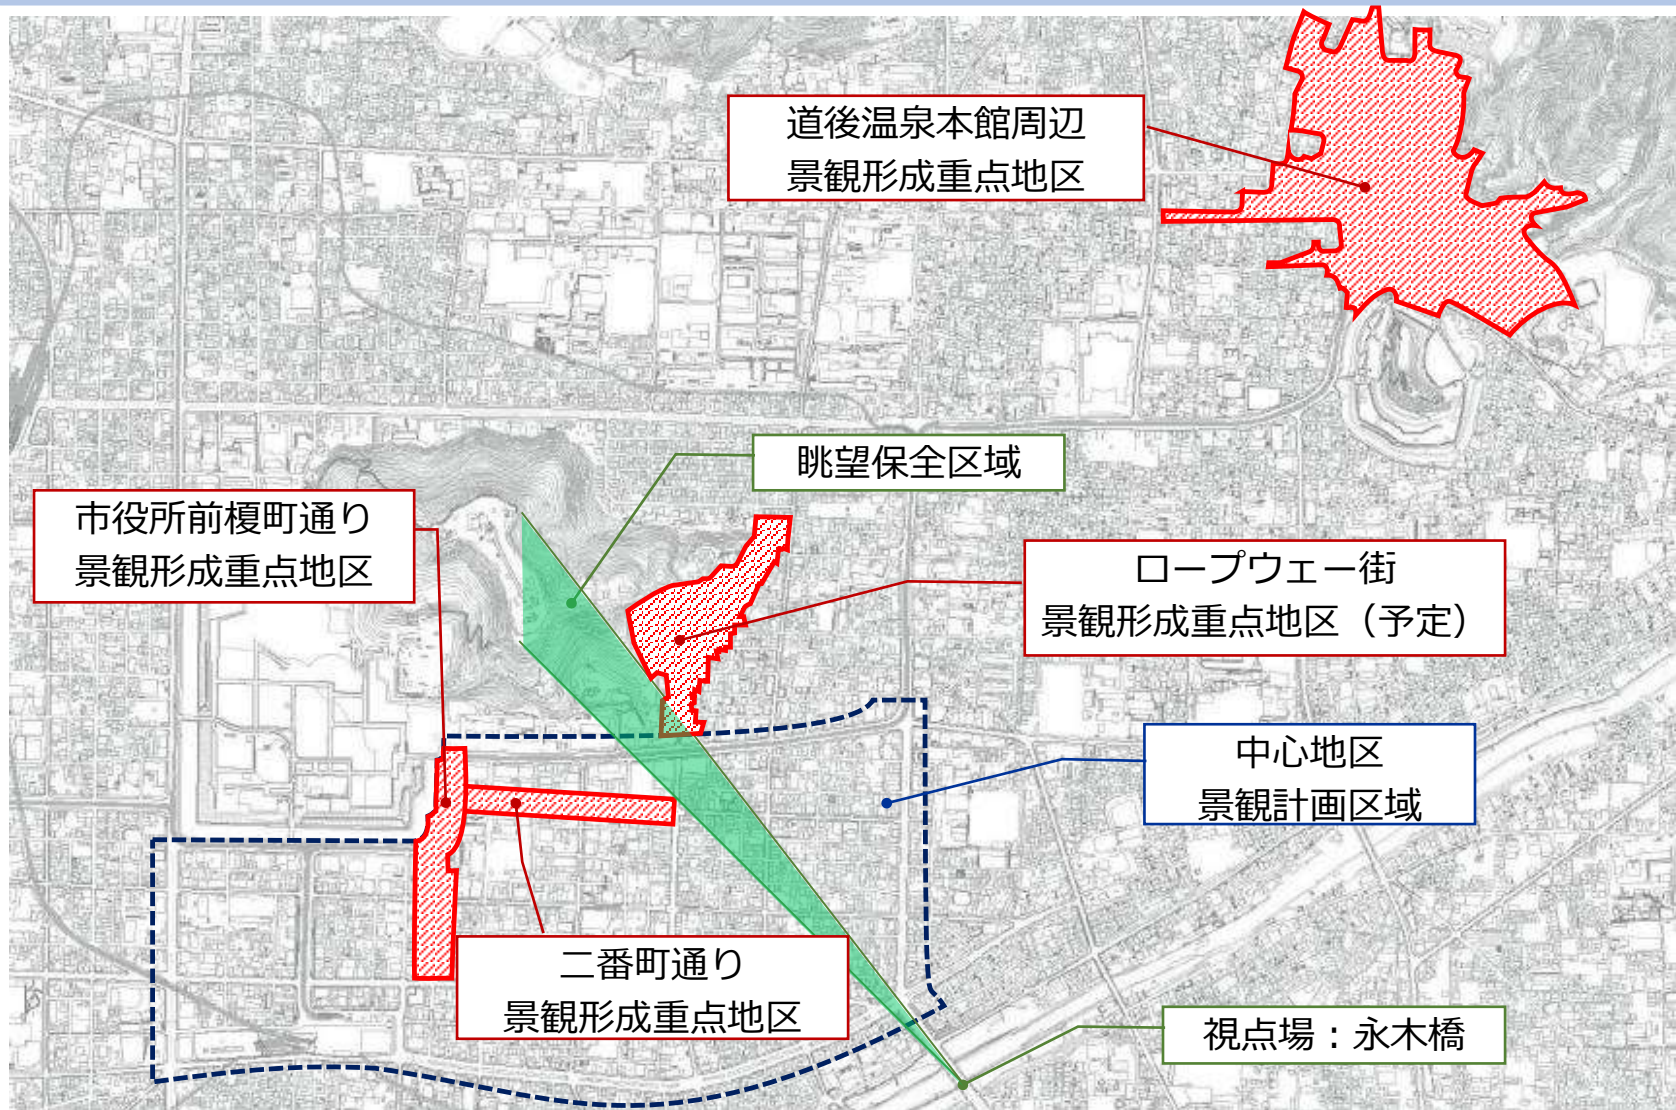 道後温泉本館周辺
景観形成重点地区
眺望保全区域
市役所前榎町通り
景観形成重点地区
ロープウェー街
景観形成重点地区（予定）
中心地区
景観計画区域
二番町通り
景観形成重点地区
視点場：永木橋